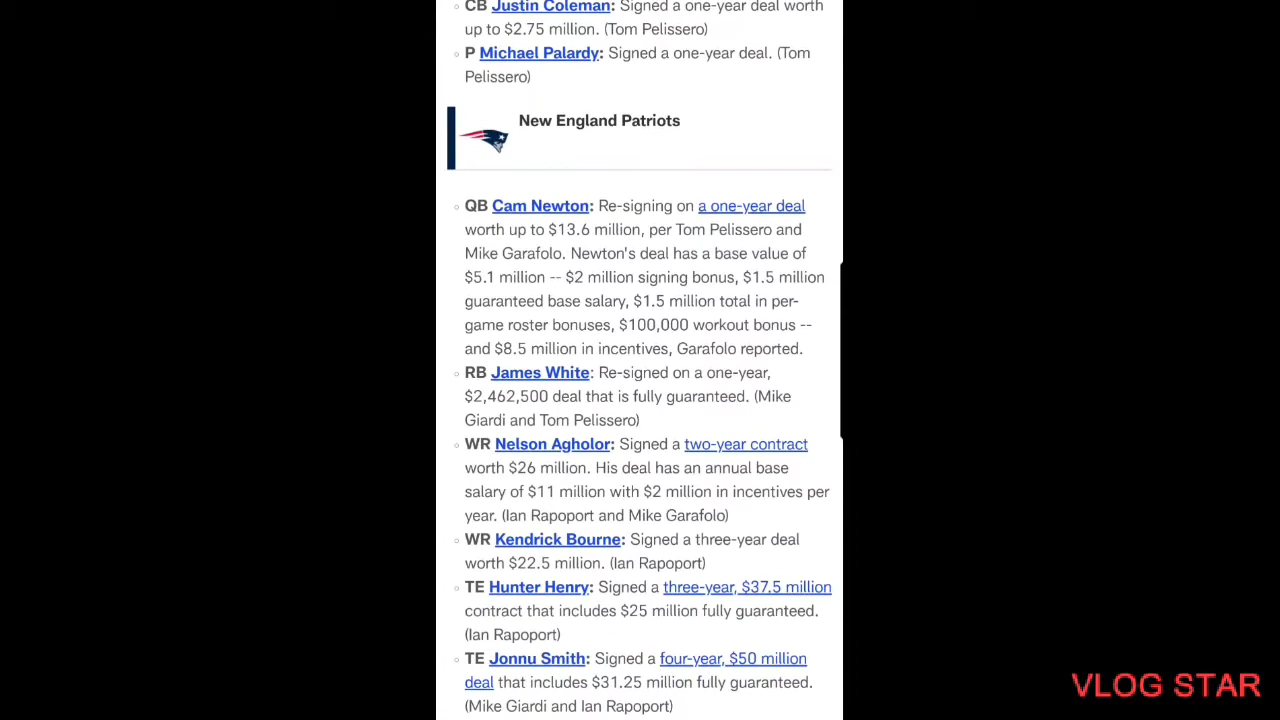 CB Justin Coleman: Signed a one-year deal worth
up to $2.75 million. (Tom Pelissero)
P Michael Palardy: Signed a one-year deal. (Tom
Pelissero)
New England Patriots
QB Cam Newton: Re-signing on a one-year deal
worth up to $13.6 million, per Tom Pelissero and
Mike Garafolo. Newton's deal has a base value of
$5.1 million -- $2 million signing bonus, $1.5 million
guaranteed base salary, $1.5 million total in per-
game roster bonuses, $100,000 workout bonus --
and $8.5 million in incentives, Garafolo reported.
RB James White: Re-signed on a one-year,
$2,462,500 deal that is fully guaranteed. (Mike
Giardi and Tom Pelissero)
WR Nelson Agholor: Signed a two-year contract
worth $26 million. His deal has an annual base
salary of $11 million with $2 million in incentives per
year. (Ian Rapoport and Mike Garafolo)
WR Kendrick Bourne: Signed a three-year deal
worth $22.5 million. (Ian Rapoport)
TE Hunter Henry: Signed a three-year, $37.5 million
contract that includes $25 million fully guaranteed.
(Ian Rapoport)
TE Jonnu Smith: Signed a four-year, $50 million
deal that includes $31.25 million fully guaranteed.
(Mike Giardi and Ian Rapoport)
VLOG STAR